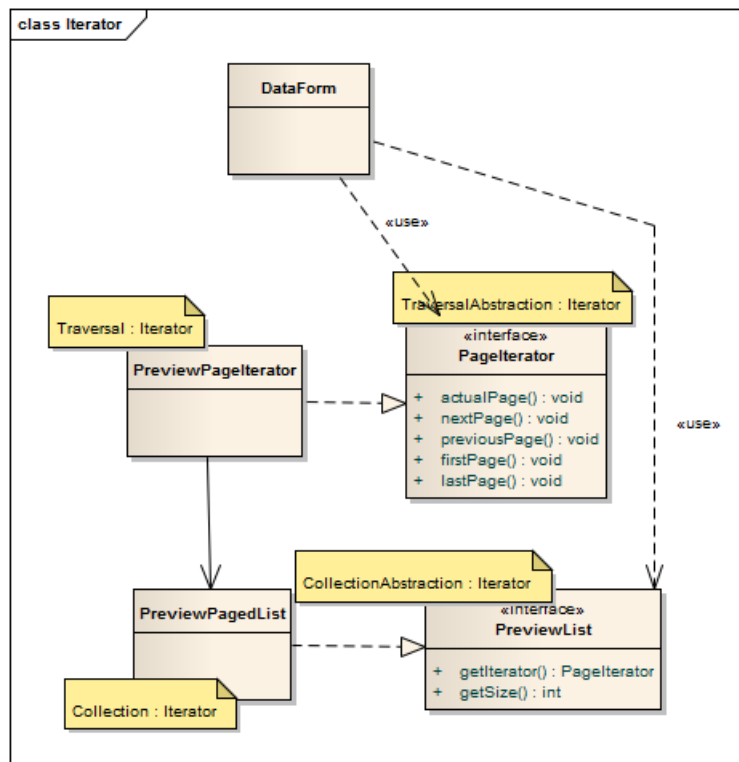 class Iterator
DataForm
«use»
TraversalAbstraction : Iterator
Traversal : Iterator
«interface»
PageIterator
PreviewPageIterator
+ actualPage() : void
+ nextPage() : void
+ previousPage() : void
+ firstPage() : void
+ lastPage() : void
«use»
CollectionAbstraction : Iterator
PreviewPagedList
«interface»
PreviewList
+ getIterator() : PageIterator
+ getSize() : int
Collection : Iterator